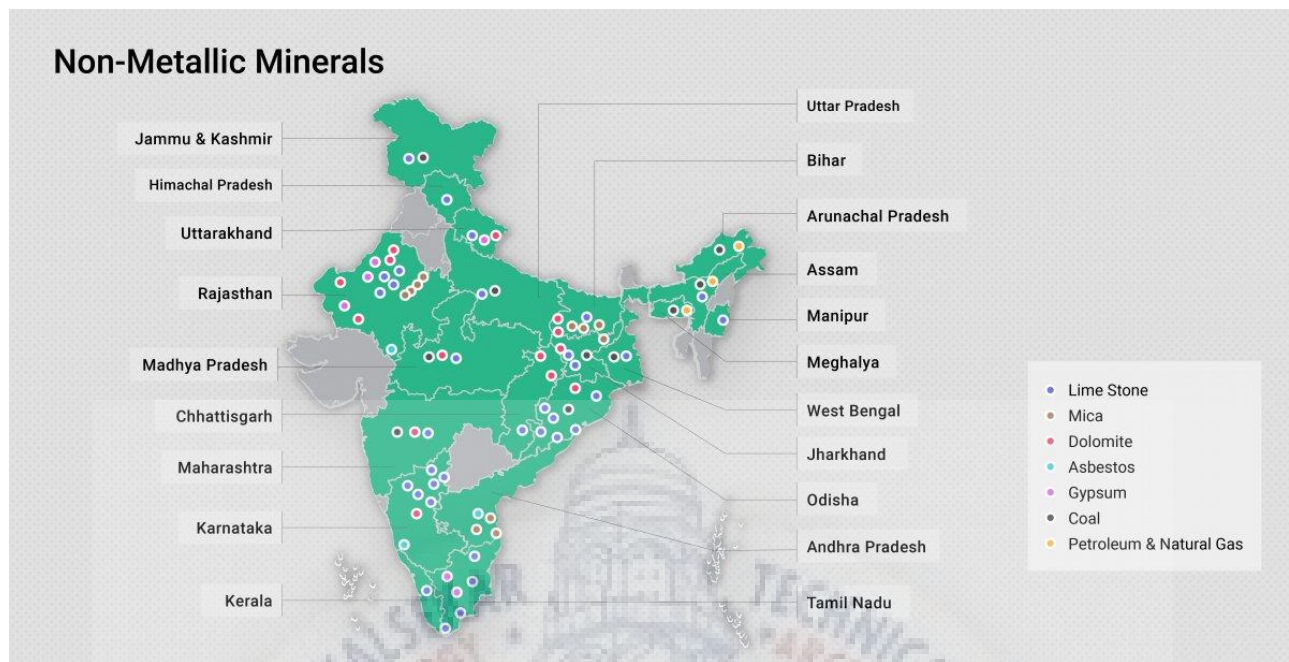 Non-Metallic Minerals
Jammu & Kashmir
Himachal Pradesh
Uttarakhand
Rajasthan
Madhya Pradesh
Chhattisgarh
Maharashtra
Karnataka
Kerala
Uttar Pradesh
Bihar
Arunachal Pradesh
Assam
Manipur
Meghalya
West Bengal
Jharkhand
Odisha
Andhra Pradesh
Tamil Nadu
Lime Stone
Mica
Dolomite
Asbestos
Gypsum
Coal
Petroleum & Natural Gas